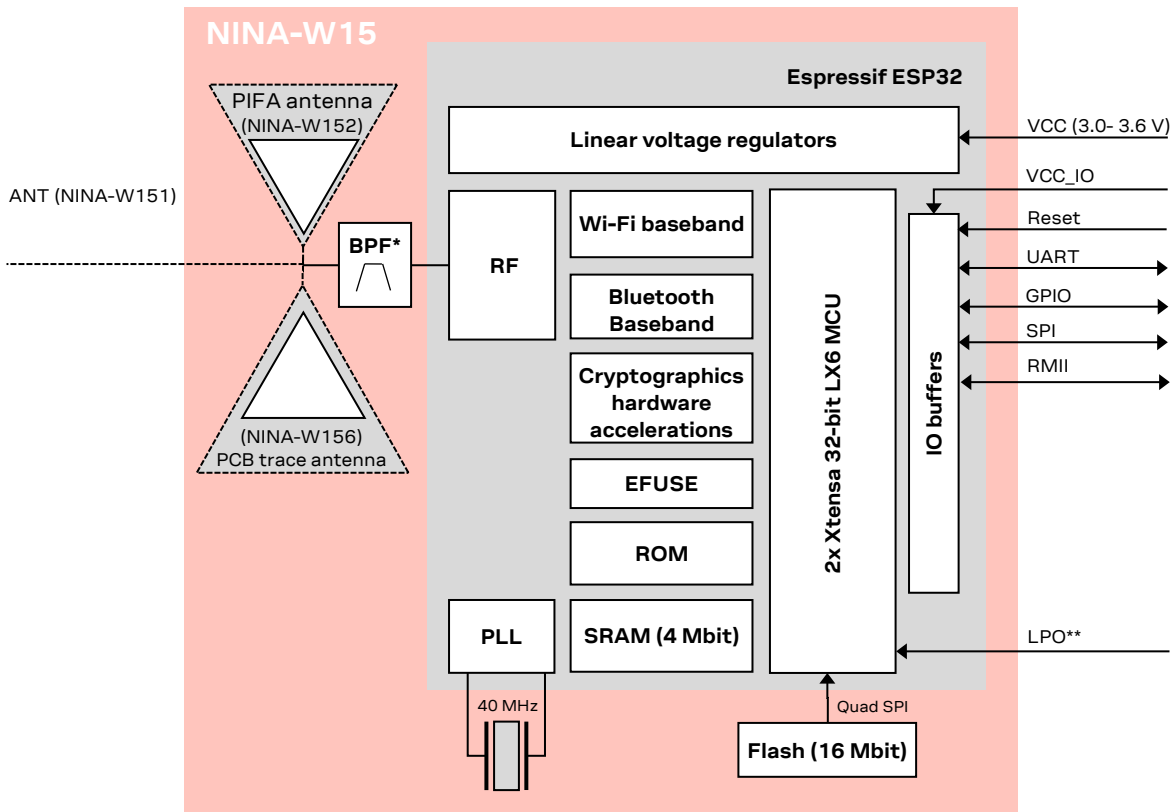 NINA-W15
Espressif ESP32
PIFA antenna
(NINA-W152)
ANT (NINA-W151)
BPF*
(NINA-W156)
PCB trace antenna
Linear voltage regulators
RF
Wi-Fi baseband
Bluetooth
Baseband
Cryptographics
hardware
accelerations
EFUSE
ROM
SRAM (4 Mbit)
PLL
40 MHz
2x Xtensa 32-bit LX6 MCU
IO buffers
Quad SPI
Flash (16 Mbit)
VCC (3.0- 3.6 V)
VCC_IO
Reset
UART
GPIO
SPI
RMII
LPO**